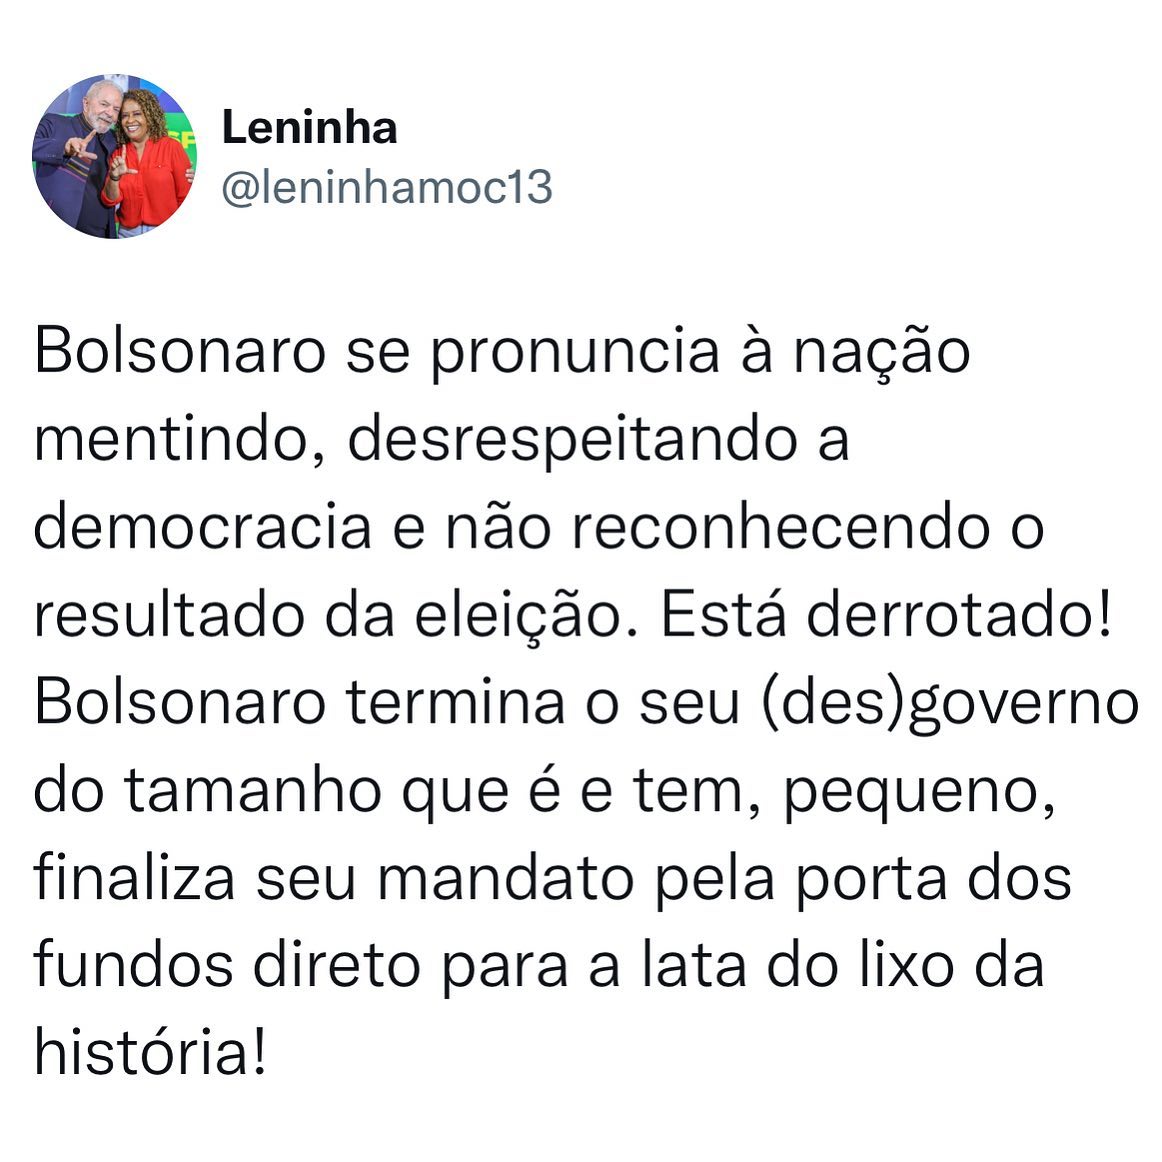 Leninha
@leninhamoc13
Bolsonaro se pronuncia à nação
mentindo, desrespeitando a
democracia e não reconhecendo o
resultado da eleição. Está derrotado!
Bolsonaro termina o seu (des)governo
do tamanho que é e tem, pequeno,
finaliza seu mandato pela porta dos
fundos direto para a lata do lixo da
história!